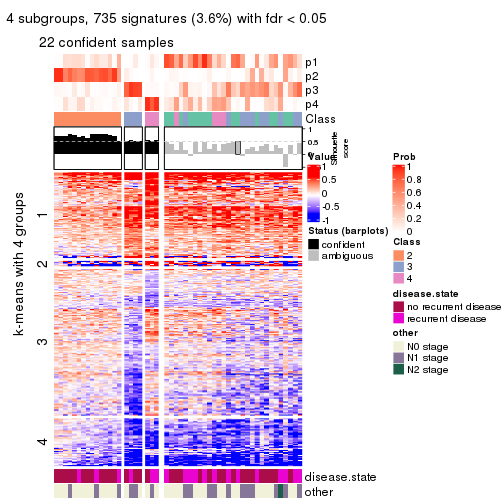 4 subgroups, 735 signatures (3.6%) with fdr < 0.05
22 confident samples
p1
p2
p3
p4
Class
1
0.5
0
Silhouette
score
k-means with 4 groups
1
2
3
4
disease.state
other
Value
1
0.5
0
-0.5
-1
Status (barplots)
confident
ambiguous
Prob
1
0.8
0.6
0.4
0.2
0
Class
2
3
4
disease.state
no recurrent disease
recurrent disease
other
N0 stage
N1 stage
N2 stage